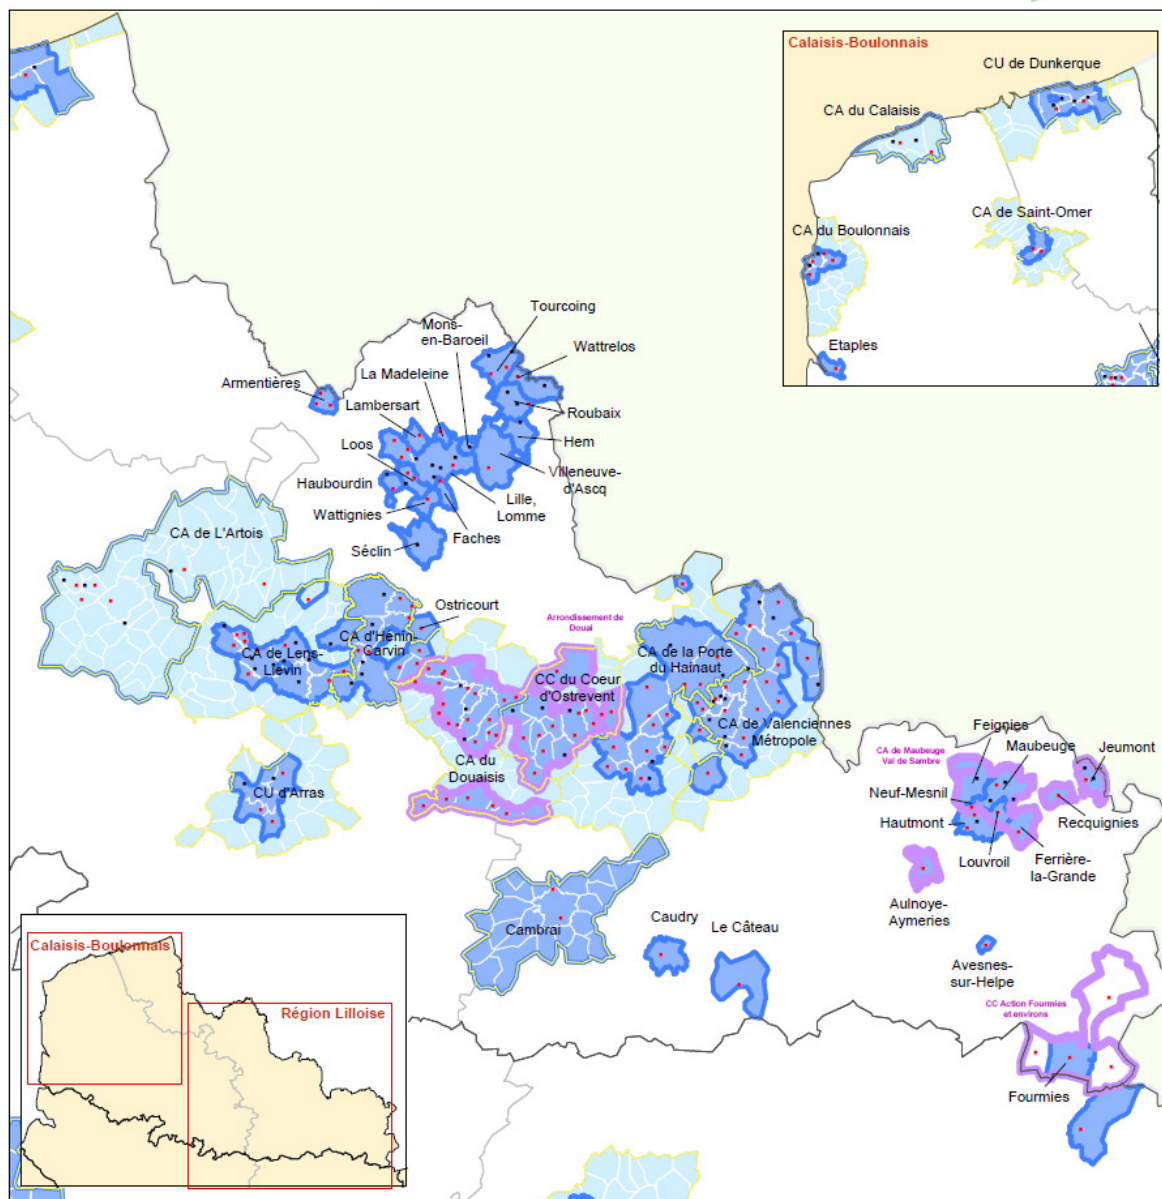 Calaisis-Boulonnais
CU de Dunkerque
CA du Calaisis
CA de Saint-Omer
CA du Boulonnais
Etaples
Tourcoing
Mons-
en-Baroeil
Wattrelos
La Madeleine
Armentières
Lambersart
Roubaix
Loos
Hem
Haubourdin
Villeneuve-
d'Ascq
Lille,
Lomme
Wattignies
Faches
Séclin
CA de L'Artois
Ostricourt
Arrondissement de
Douai
CA d'Hénin-
Carvin
CA de Lens-
Liévin
CA de la Porte
du Hainaut
CC du Coeur
d'Ostrevent
CA de Valenciennes
Métropole
CA du
Douaisis
CU d'Arras
Feignies
Maubeuge
Jeumont
CA de Maubeuge
Val de Sambre
Neuf-Mesnil
Hautmont
Recquignies
Louvroil
Ferrière-
la-Grande
Aulnoye-
Aymeries
Caudry
Le Câteau
Cambrai
Avesnes-
sur-Helpe
CC Action Fourmies
et environs
Fourmies
Calaisis-Boulonnais
Région Lilloise